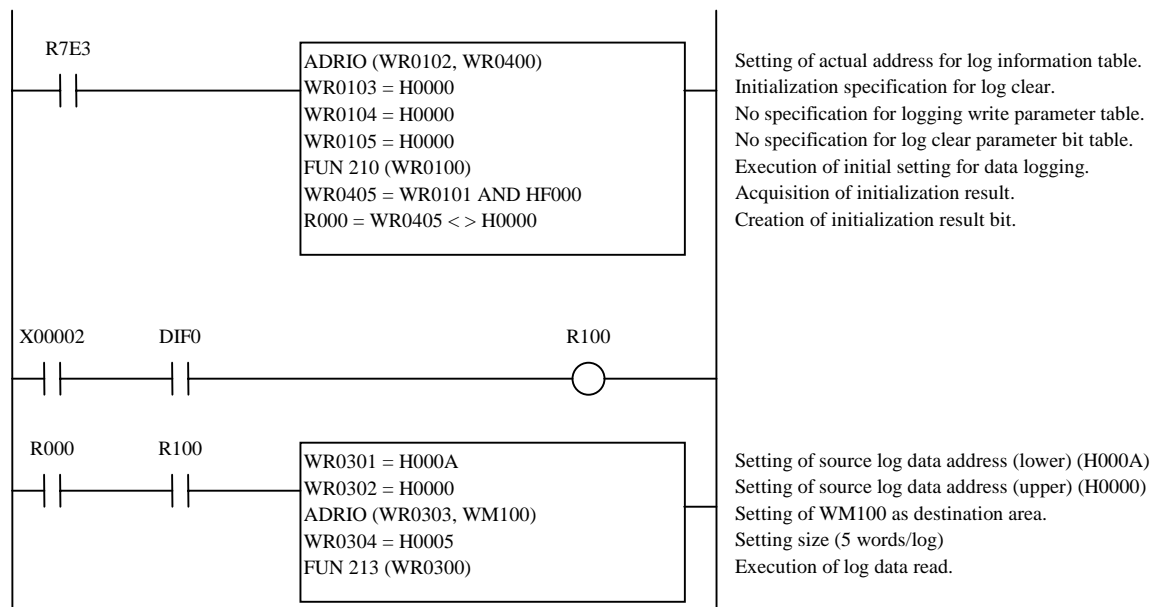 R7E3
ADRIO (WR0102, WR0400) Setting of actual address for log information table.
WR0103 = H0000 Initialization specification for log clear.
WR0104 = H0000 No specification for logging write parameter table.
WR0105 = H0000 No specification for log clear parameter bit table.
FUN 210 (WR0100) Execution of initial setting for data logging.
WR0405 = WR0101 AND HF000 Acquisition of initialization result.
R000 = WR0405 < > H0000 Creation of initialization result bit.
X00002 DIF0 R100
R000 R100
WR0301 = H000A Setting of source log data address (lower) (H000A)
WR0302 = H0000 Setting of source log data address (upper) (H0000)
ADRIO (WR0303, WM100) Setting of WM100 as destination area.
WR0304 = H0005 Setting size (5 words/log)
FUN 213 (WR0300) Execution of log data read.